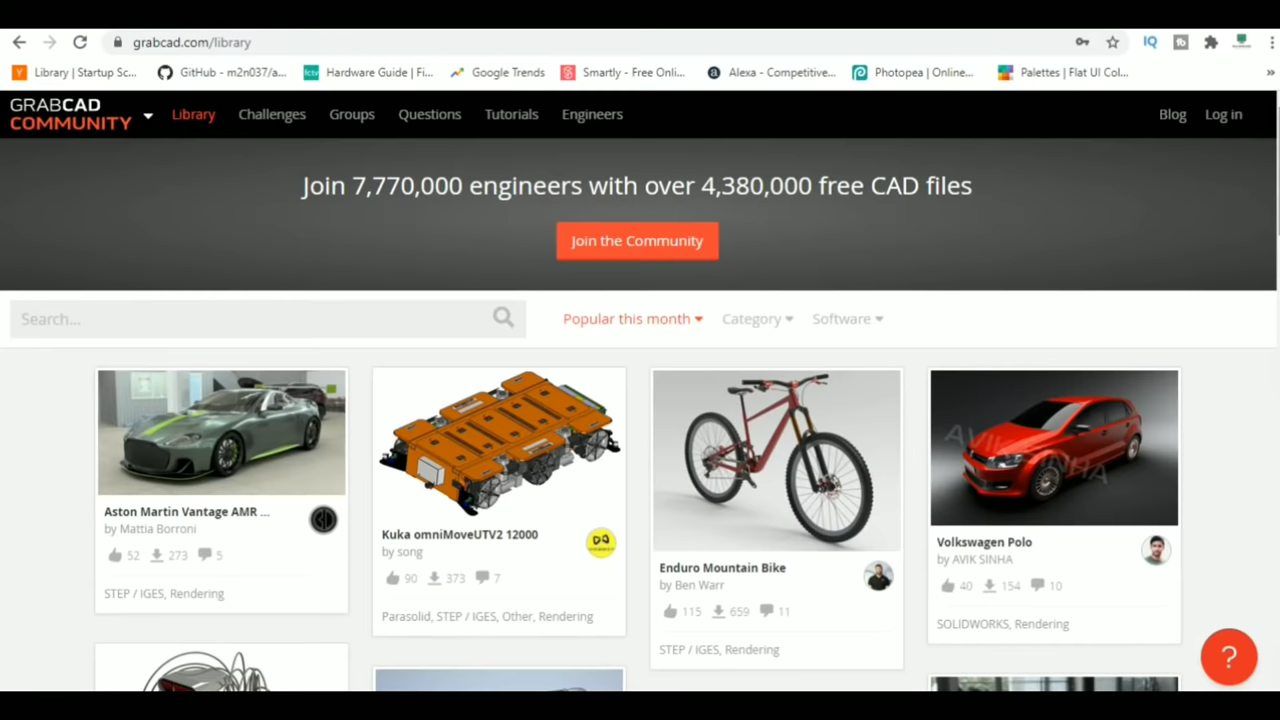 grabcad.com/library
Library | Startup Sc...
GitHub - m2n037/a...
Hardware Guide | Fi...
Google Trends
Smartly - Free Onli...
Alexa - Competitive...
Photopea | Online...
Palettes | Flat UI Col...
»
GRABCAD
COMMUNITY
Library
Challenges
Groups
Questions
Tutorials
Engineers
Blog
Log in
Join 7,770,000 engineers with over 4,380,000 free CAD files
Join the Community
Search...
Popular this month
Category
Software
Aston Martin Vantage AMR ...
by Mattia Borroni
52 273 5
STEP / IGES, Rendering
Kuka omniMoveUTV2 12000
by song
90 373 7
Parasolid, STEP / IGES, Other, Rendering
Enduro Mountain Bike
by Ben Warr
115 659 11
STEP / IGES, Rendering
AVIK SINHA
Volkswagen Polo
by AVIK SINHA
40 154 10
SOLIDWORKS, Rendering
?